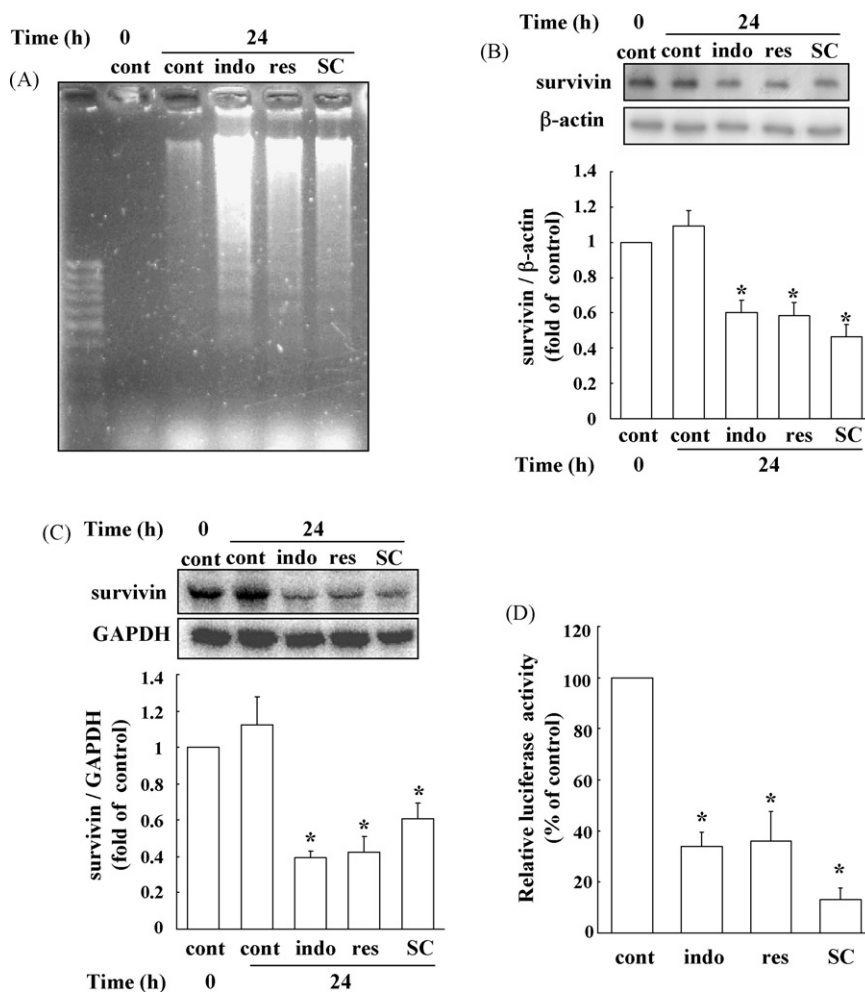 Time (h) 0 24
cont cont indo res SC
(A)
Time (h) 0 24
cont cont indo res SC
(B)
survivin
β-actin
survivin / β-actin
(fold of control)
1.4
1.2
1
0.8
0.6
0.4
0.2
0
* * *
cont cont indo res SC
Time (h) 0 24
(C) Time (h) 0 24
cont cont indo res SC
survivin
GAPDH
survivin / GAPDH
(fold of control)
1.4
1.2
1
0.8
0.6
0.4
0.2
0
* * *
cont cont indo res SC
Time (h) 0 24
(D)
Relative luciferase activity
(% of control)
120
100
80
60
40
20
0
* * *
cont indo res SC